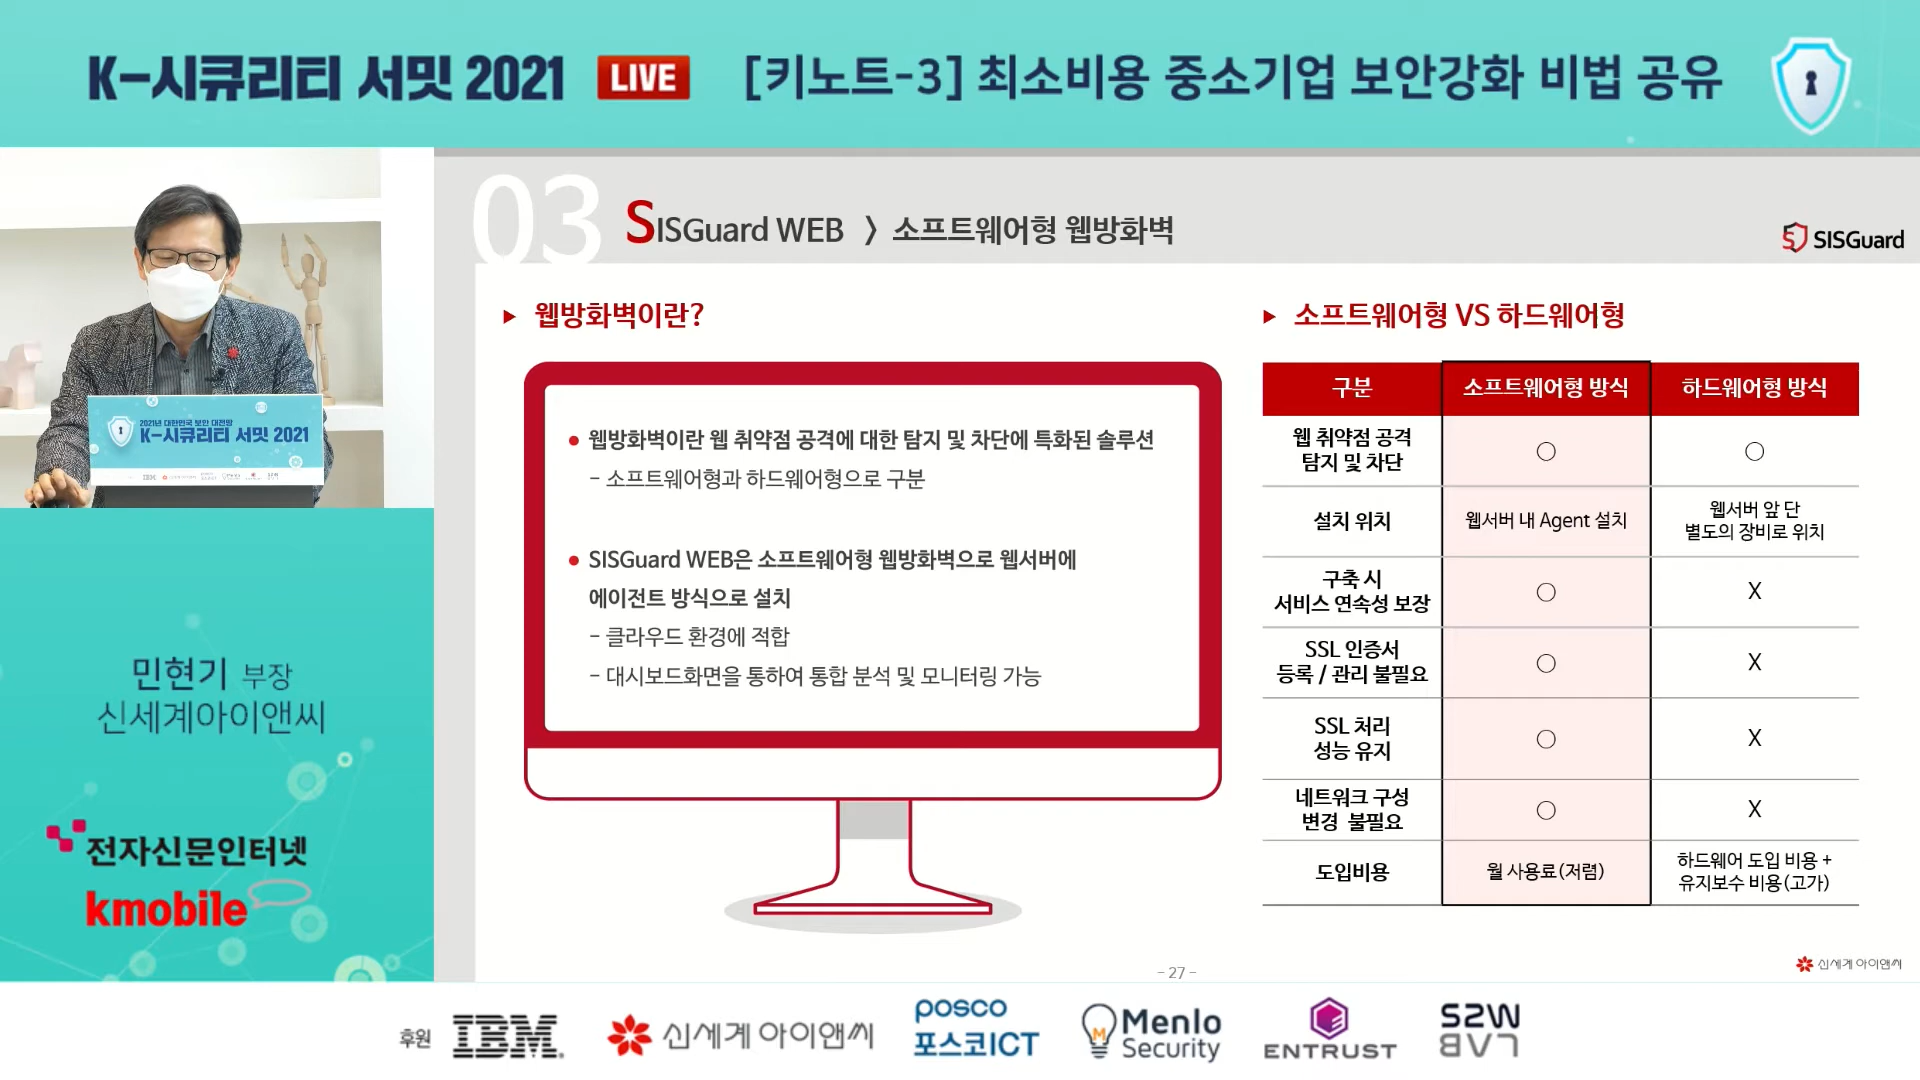 K-시큐리티 서밋 2021 LIVE [키노트-3] 최소비용 중소기업 보안강화 비법 공유
2021년 대한민국 보안 대전망
K-시큐리티 서밋 2021
민현기 부장
신세계아이앤씨
전자신문인터넷
kmobile
03 SISGuard WEB 〉 소프트웨어형 웹방화벽
SISGuard
▶ 웹방화벽이란?
• 웹방화벽이란 웹 취약점 공격에 대한 탐지 및 차단에 특화된 솔루션
- 소프트웨어형과 하드웨어형으로 구분
• SISGuard WEB은 소프트웨어형 웹방화벽으로 웹서버에
에이전트 방식으로 설치
- 클라우드 환경에 적합
- 대시보드화면을 통하여 통합 분석 및 모니터링 가능
▶ 소프트웨어형 VS 하드웨어형
구분 소프트웨어형 방식 하드웨어형 방식
웹 취약점 공격
탐지 및 차단 ○ ○
설치 위치 웹서버 내 Agent 설치 웹서버 앞 단
별도의 장비로 위치
구축 시
서비스 연속성 보장 ○ X
SSL 인증서
등록 / 관리 불필요 ○ X
SSL 처리
성능 유지 ○ X
네트워크 구성
변경 불필요 ○ X
도입비용 월 사용료(저렴) 하드웨어 도입 비용 +
유지보수 비용(고가)
- 27 -
신세계아이앤씨
후원 IBM 신세계아이앤씨 posco
포스코ICT Menlo
Security ENTRUST S2W
LAB